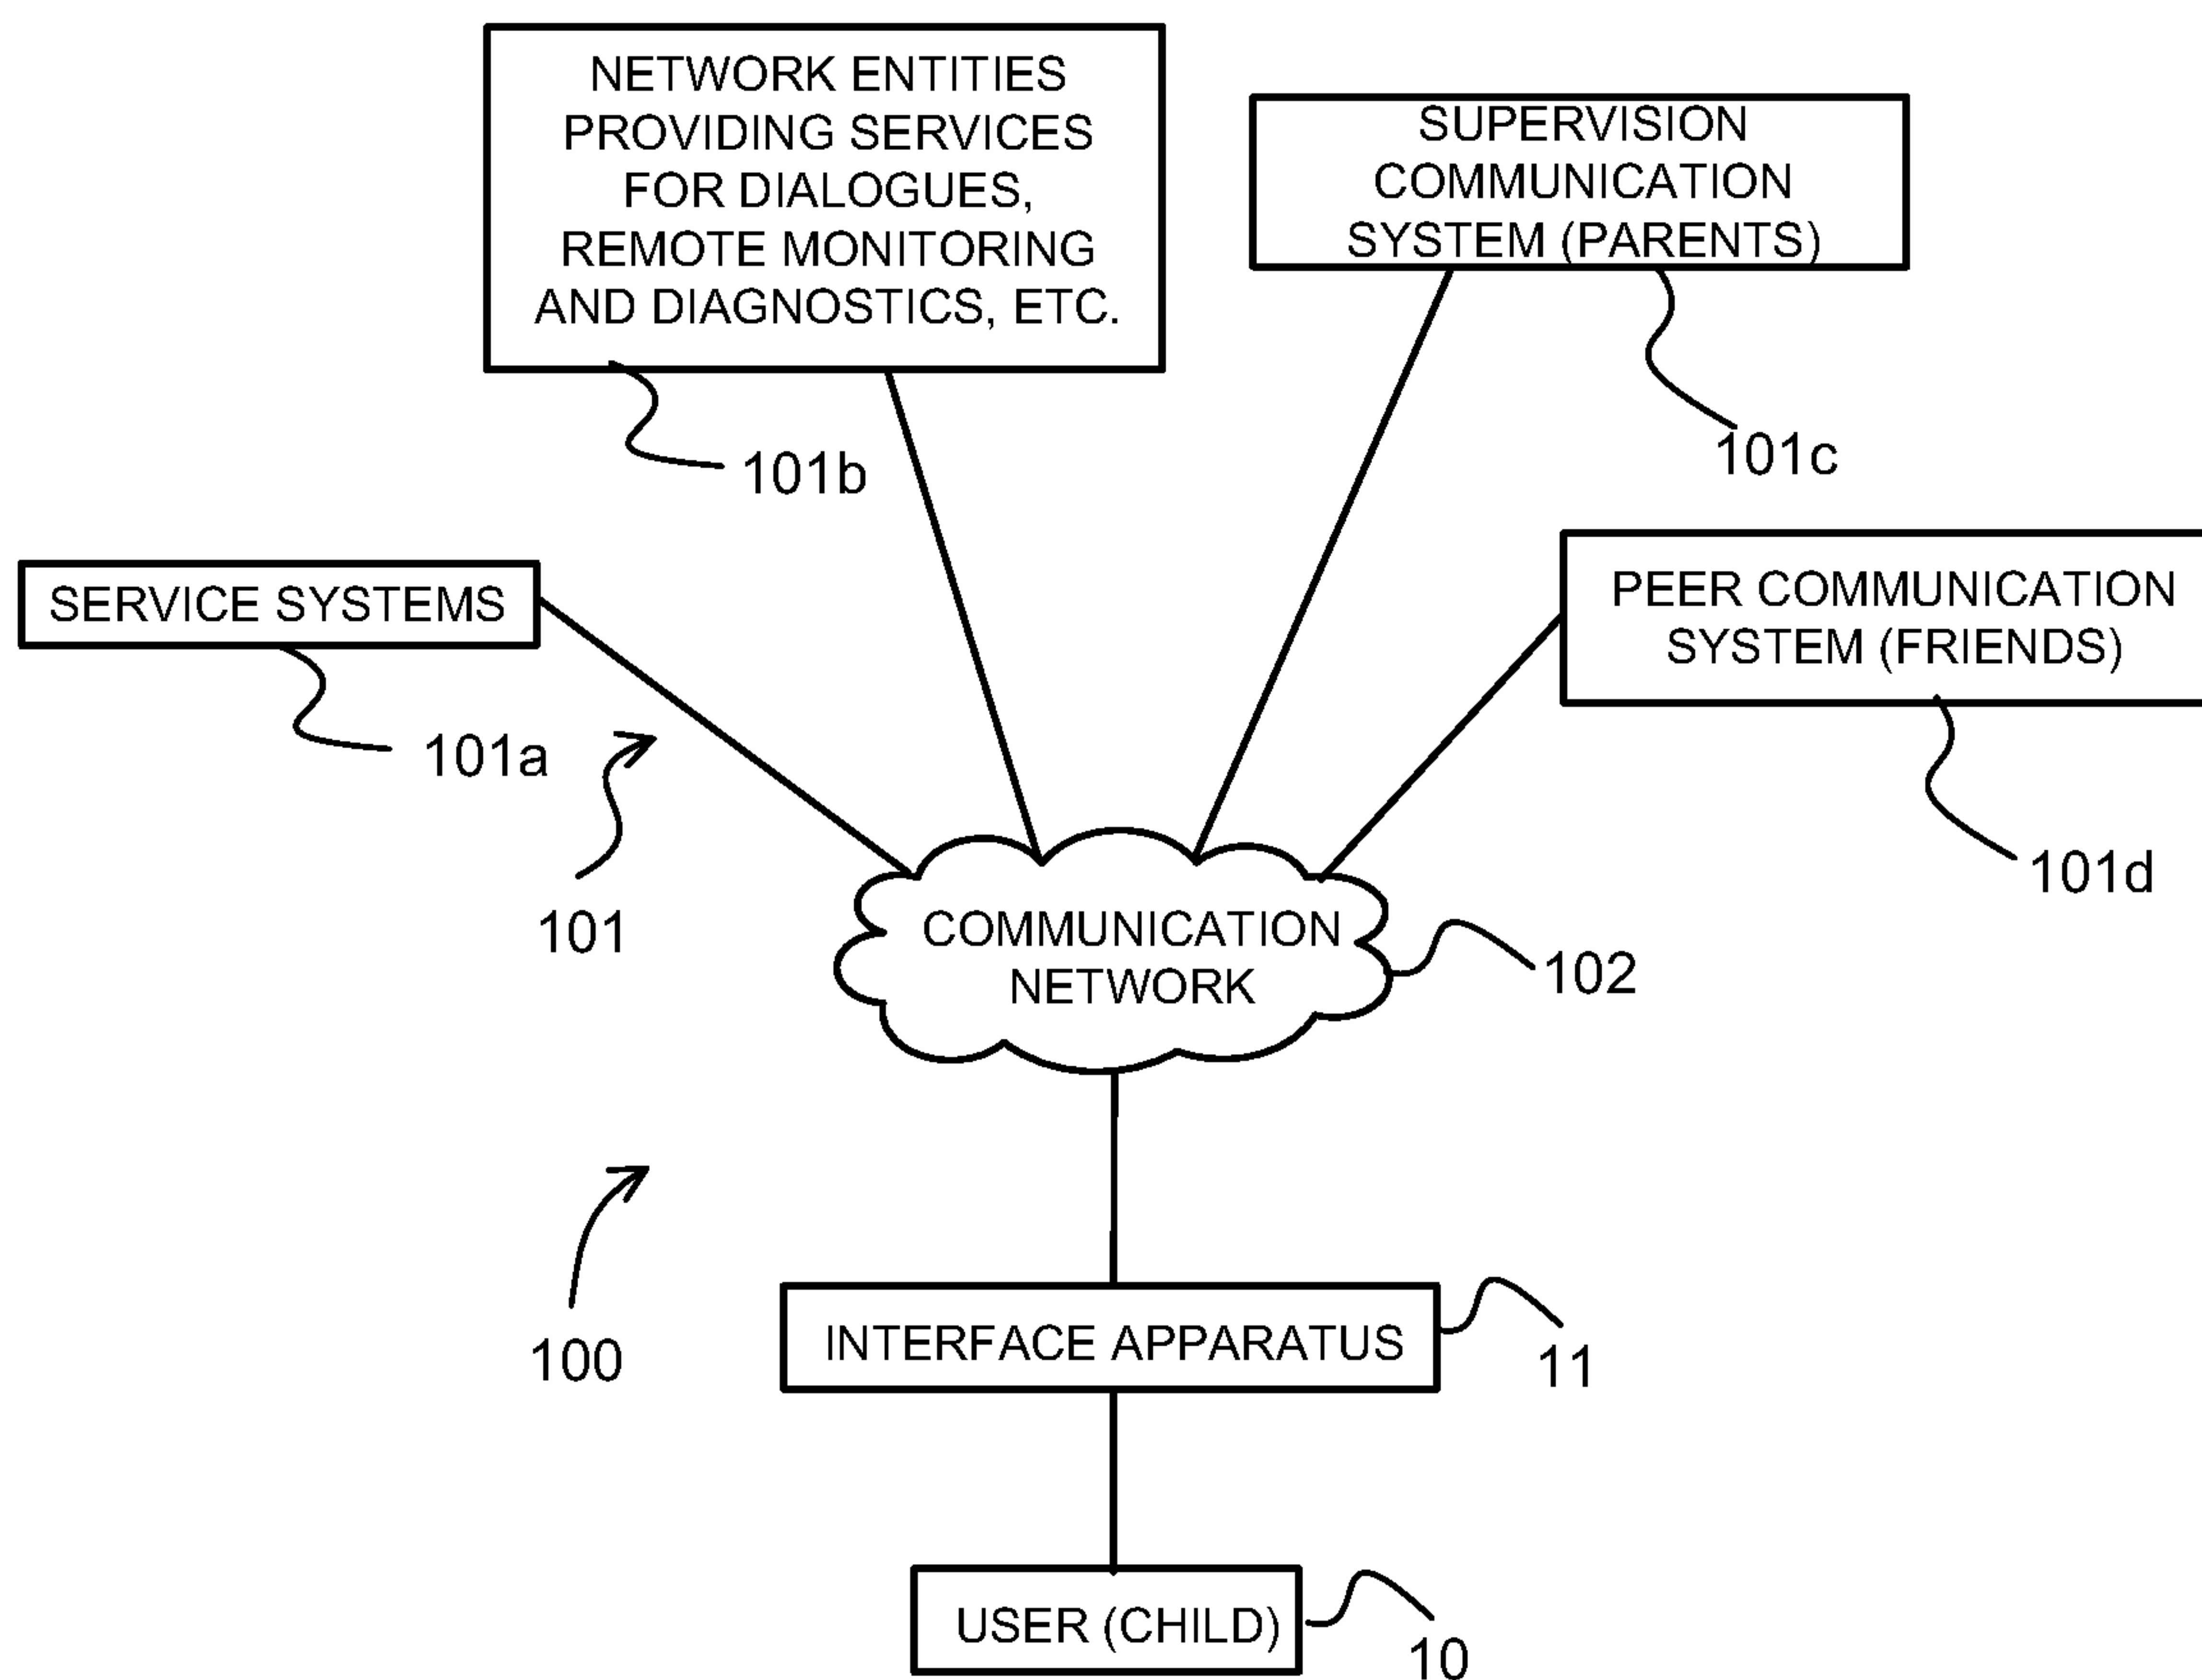 NETWORK ENTITIES
PROVIDING SERVICES
FOR DIALOGUES,
REMOTE MONITORING
AND DIAGNOSTICS, ETC.
101b
SUPERVISION
COMMUNICATION
SYSTEM (PARENTS)
101c
SERVICE SYSTEMS
101a
PEER COMMUNICATION
SYSTEM (FRIENDS)
101d
101
COMMUNICATION
NETWORK
102
100
INTERFACE APPARATUS
11
USER (CHILD)
10